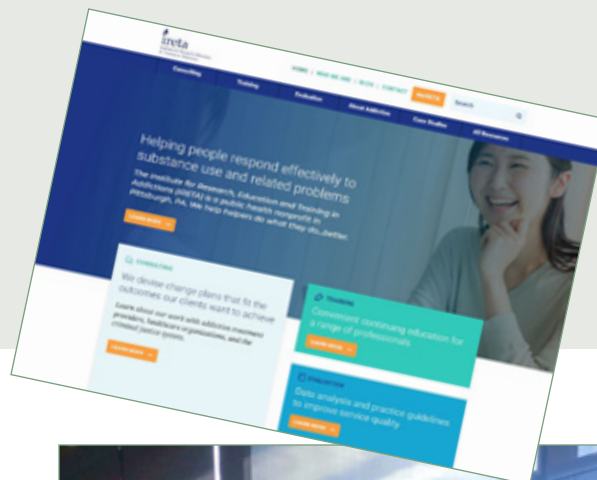 ireta
HOME | WHO WE ARE | BLOG | CONTACT
myIRETA
Search
Consulting
Training
Evaluation
About Addiction
Case Studies
All Resources
Helping people respond effectively to
substance use and related problems
The Institute for Research, Education and Training in
Addictions (IRETA) is a public health nonprofit in
Pittsburgh, PA. We help helpers do what they do...better.
LEARN MORE
CONSULTING
We devise change plans that fit the
outcomes our clients want to achieve
Learn about our work with addiction treatment
providers, healthcare organizations, and the
criminal justice system.
LEARN MORE
TRAINING
Convenient continuing education for
a range of professionals
LEARN MORE
EVALUATION
Data analysis and practice guidelines
to improve service quality
LEARN MORE